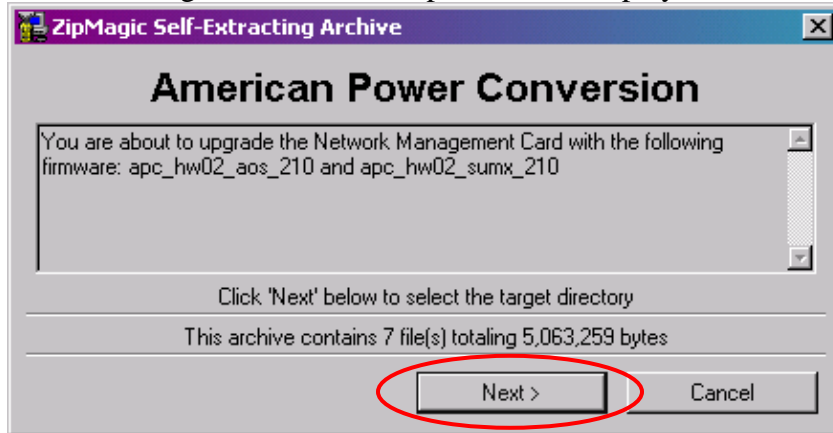 ZipMagic Self-Extracting Archive
American Power Conversion
You are about to upgrade the Network Management Card with the following
firmware: apc_hw02_aos_210 and apc_hw02_sumx_210
Click 'Next' below to select the target directory
This archive contains 7 file(s) totaling 5,063,259 bytes
Next > Cancel